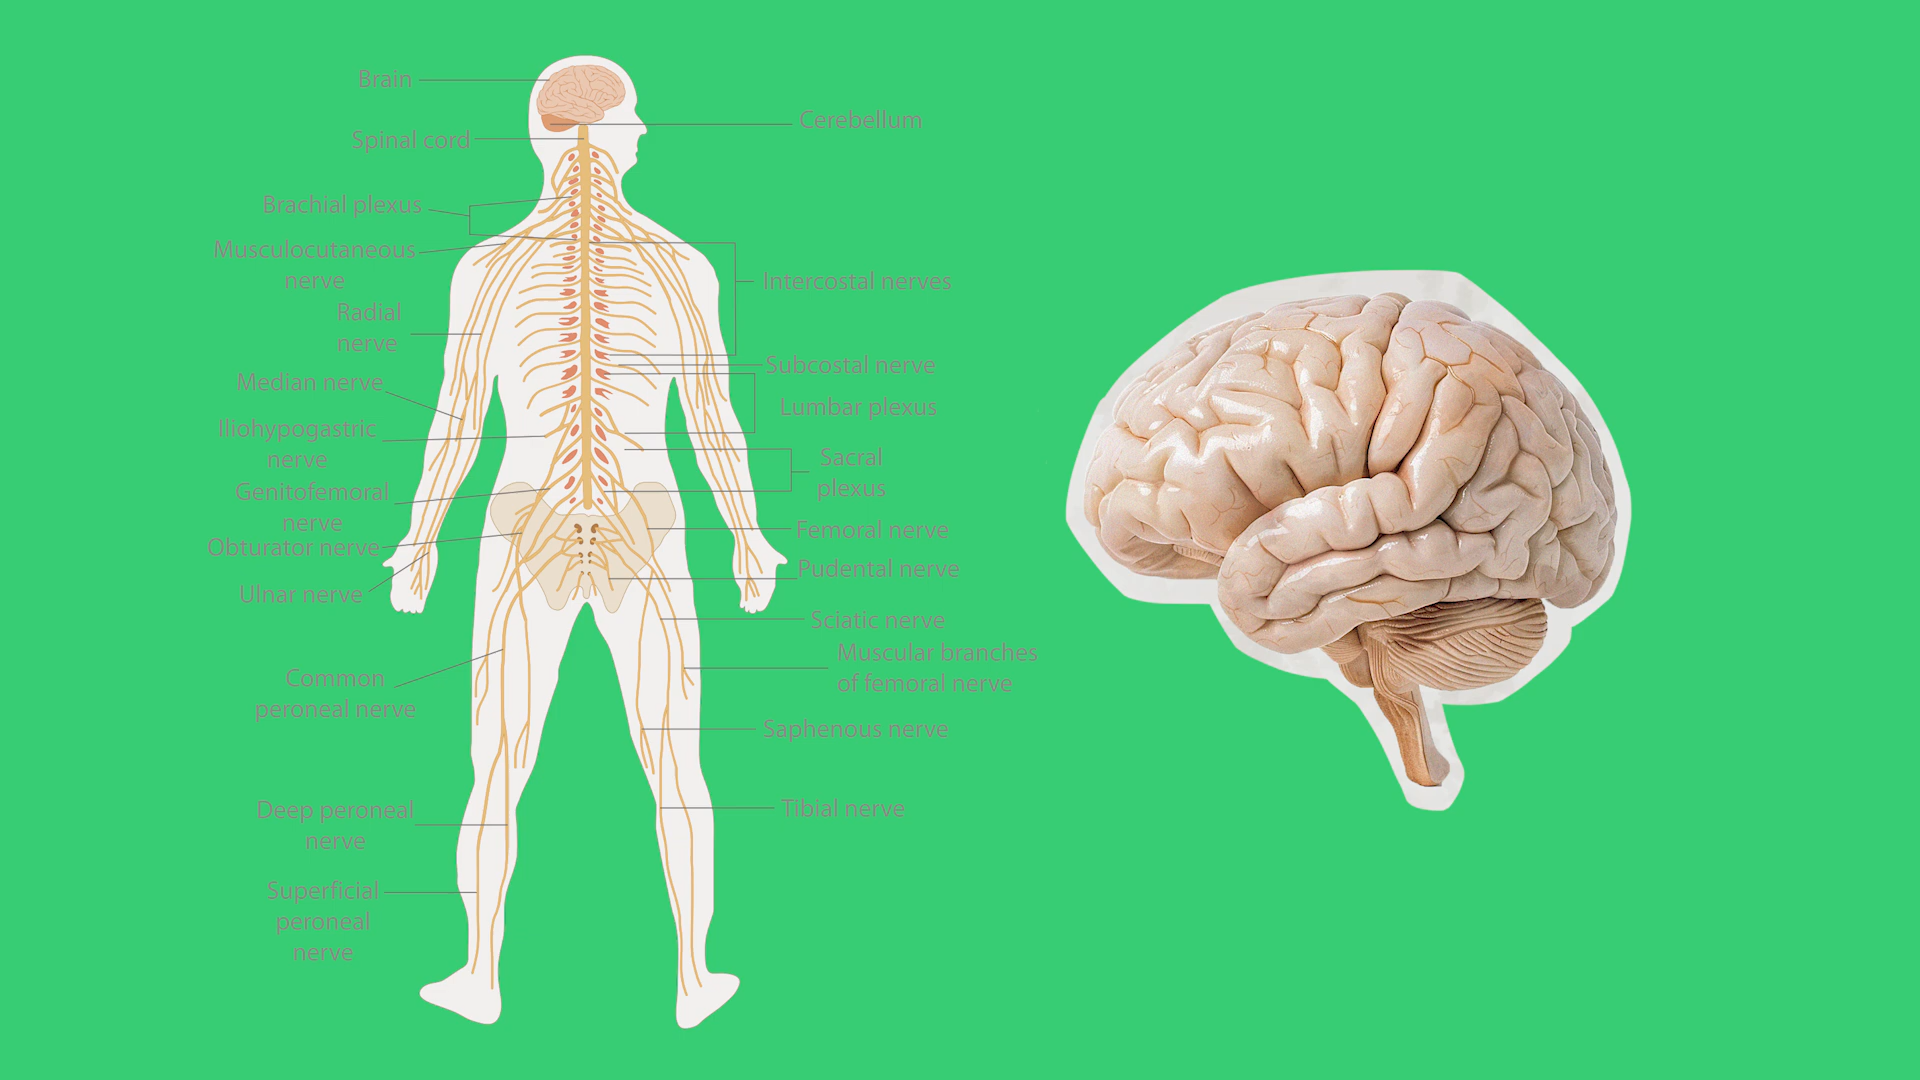 Brain
Spinal cord
Brachial plexus
Musculocutaneous
nerve
Radial
nerve
Median nerve
Iliohypogastric
nerve
Genitofemoral
nerve
Obturator nerve
Ulnar nerve
Common
peroneal nerve
Deep peroneal
nerve
Superficial
peroneal
nerve
Cerebellum
Intercostal nerves
Subcostal nerve
Lumbar plexus
Sacral
plexus
Femoral nerve
Pudental nerve
Sciatic nerve
Muscular branches
of femoral nerve
Saphenous nerve
Tibial nerve